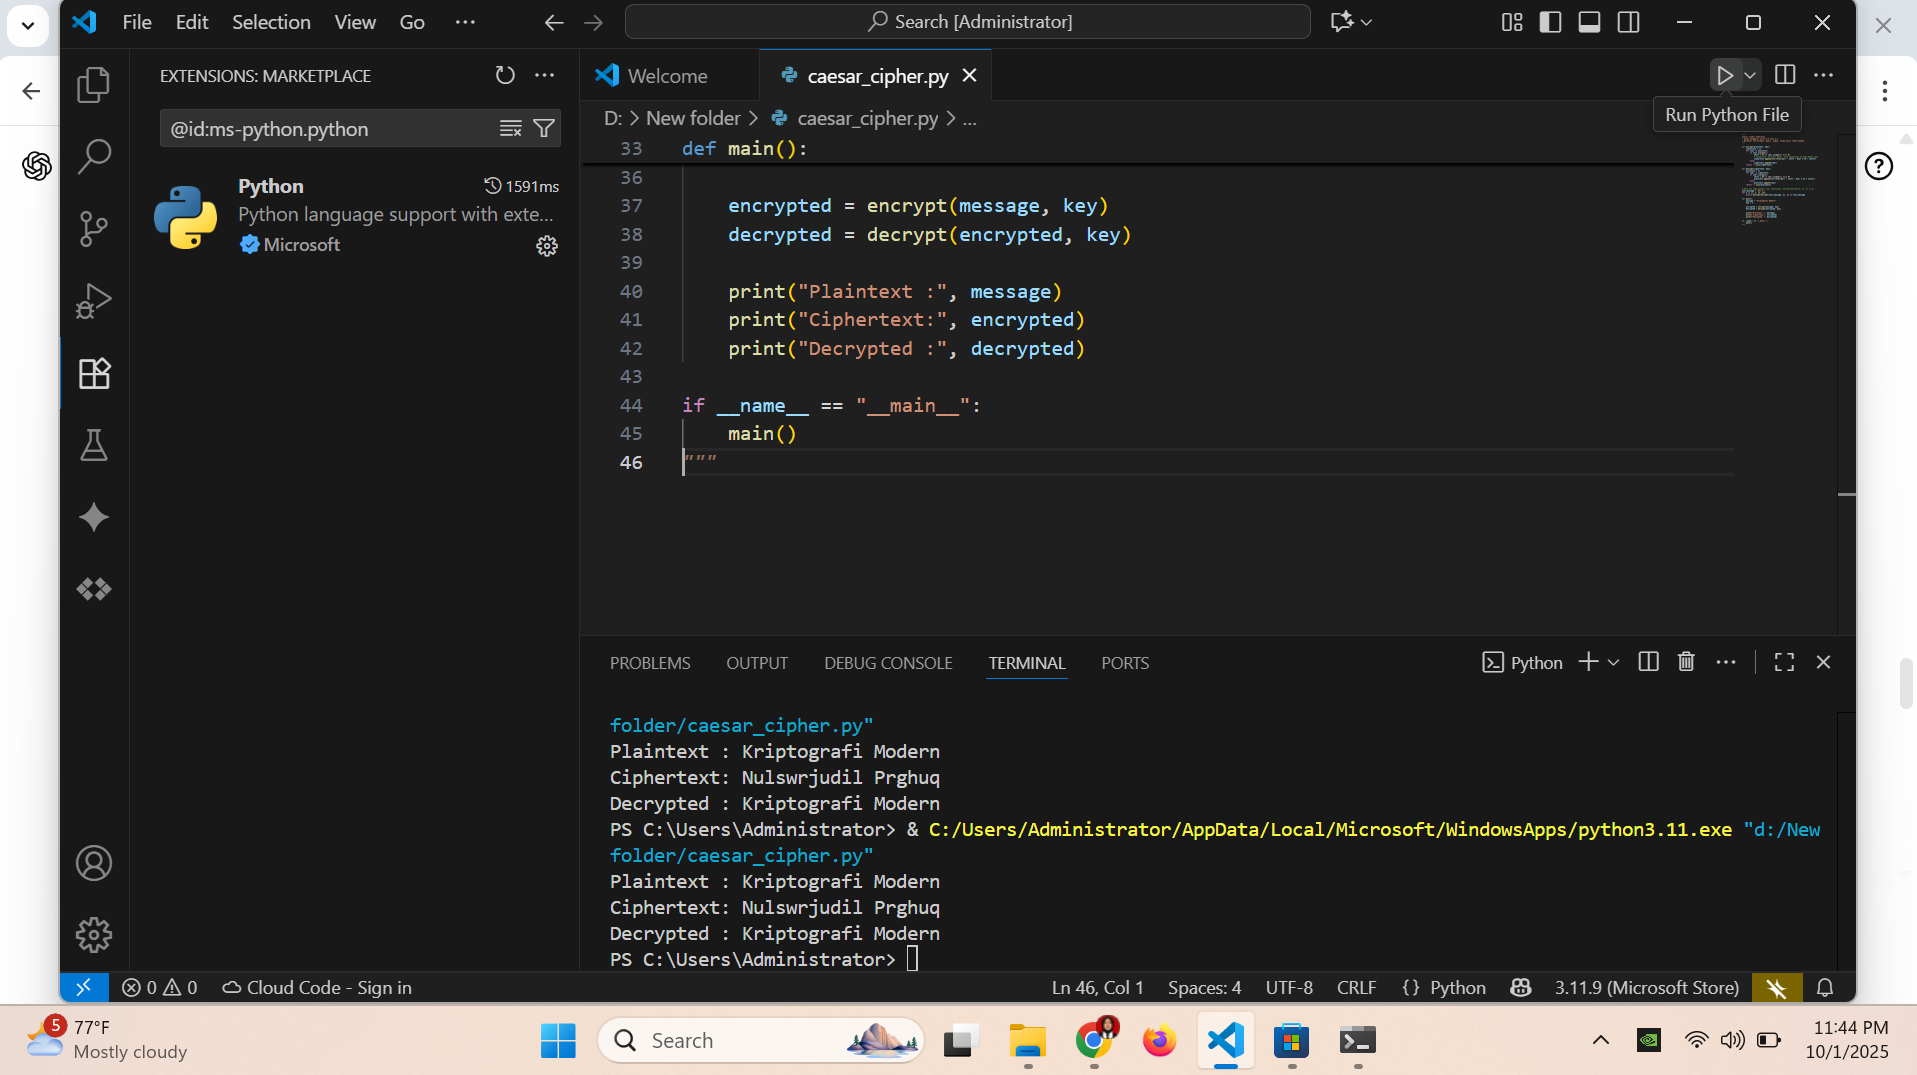 File Edit Selection View Go ...
Search [Administrator]
EXTENSIONS: MARKETPLACE
@id:ms-python.python
Python 1591ms
Python language support with exte...
Microsoft
Welcome
caesar_cipher.py
Run Python File
D: > New folder > caesar_cipher.py > ...
33 def main():
36
37 encrypted = encrypt(message, key)
38 decrypted = decrypt(encrypted, key)
39
40 print("Plaintext :", message)
41 print("Ciphertext:", encrypted)
42 print("Decrypted :", decrypted)
43
44 if __name__ == "__main__":
45 main()
46 """
PROBLEMS OUTPUT DEBUG CONSOLE TERMINAL PORTS
Python
folder/caesar_cipher.py"
Plaintext : Kriptografi Modern
Ciphertext: Nulswrjudil Prghuq
Decrypted : Kriptografi Modern
PS C:\Users\Administrator> & C:/Users/Administrator/AppData/Local/Microsoft/WindowsApps/python3.11.exe "d:/New
folder/caesar_cipher.py"
Plaintext : Kriptografi Modern
Ciphertext: Nulswrjudil Prghuq
Decrypted : Kriptografi Modern
PS C:\Users\Administrator>
0 0 Cloud Code - Sign in Ln 46, Col 1 Spaces: 4 UTF-8 CRLF {} Python 3.11.9 (Microsoft Store)
5
77°F
Mostly cloudy
Search
11:44 PM
10/1/2025